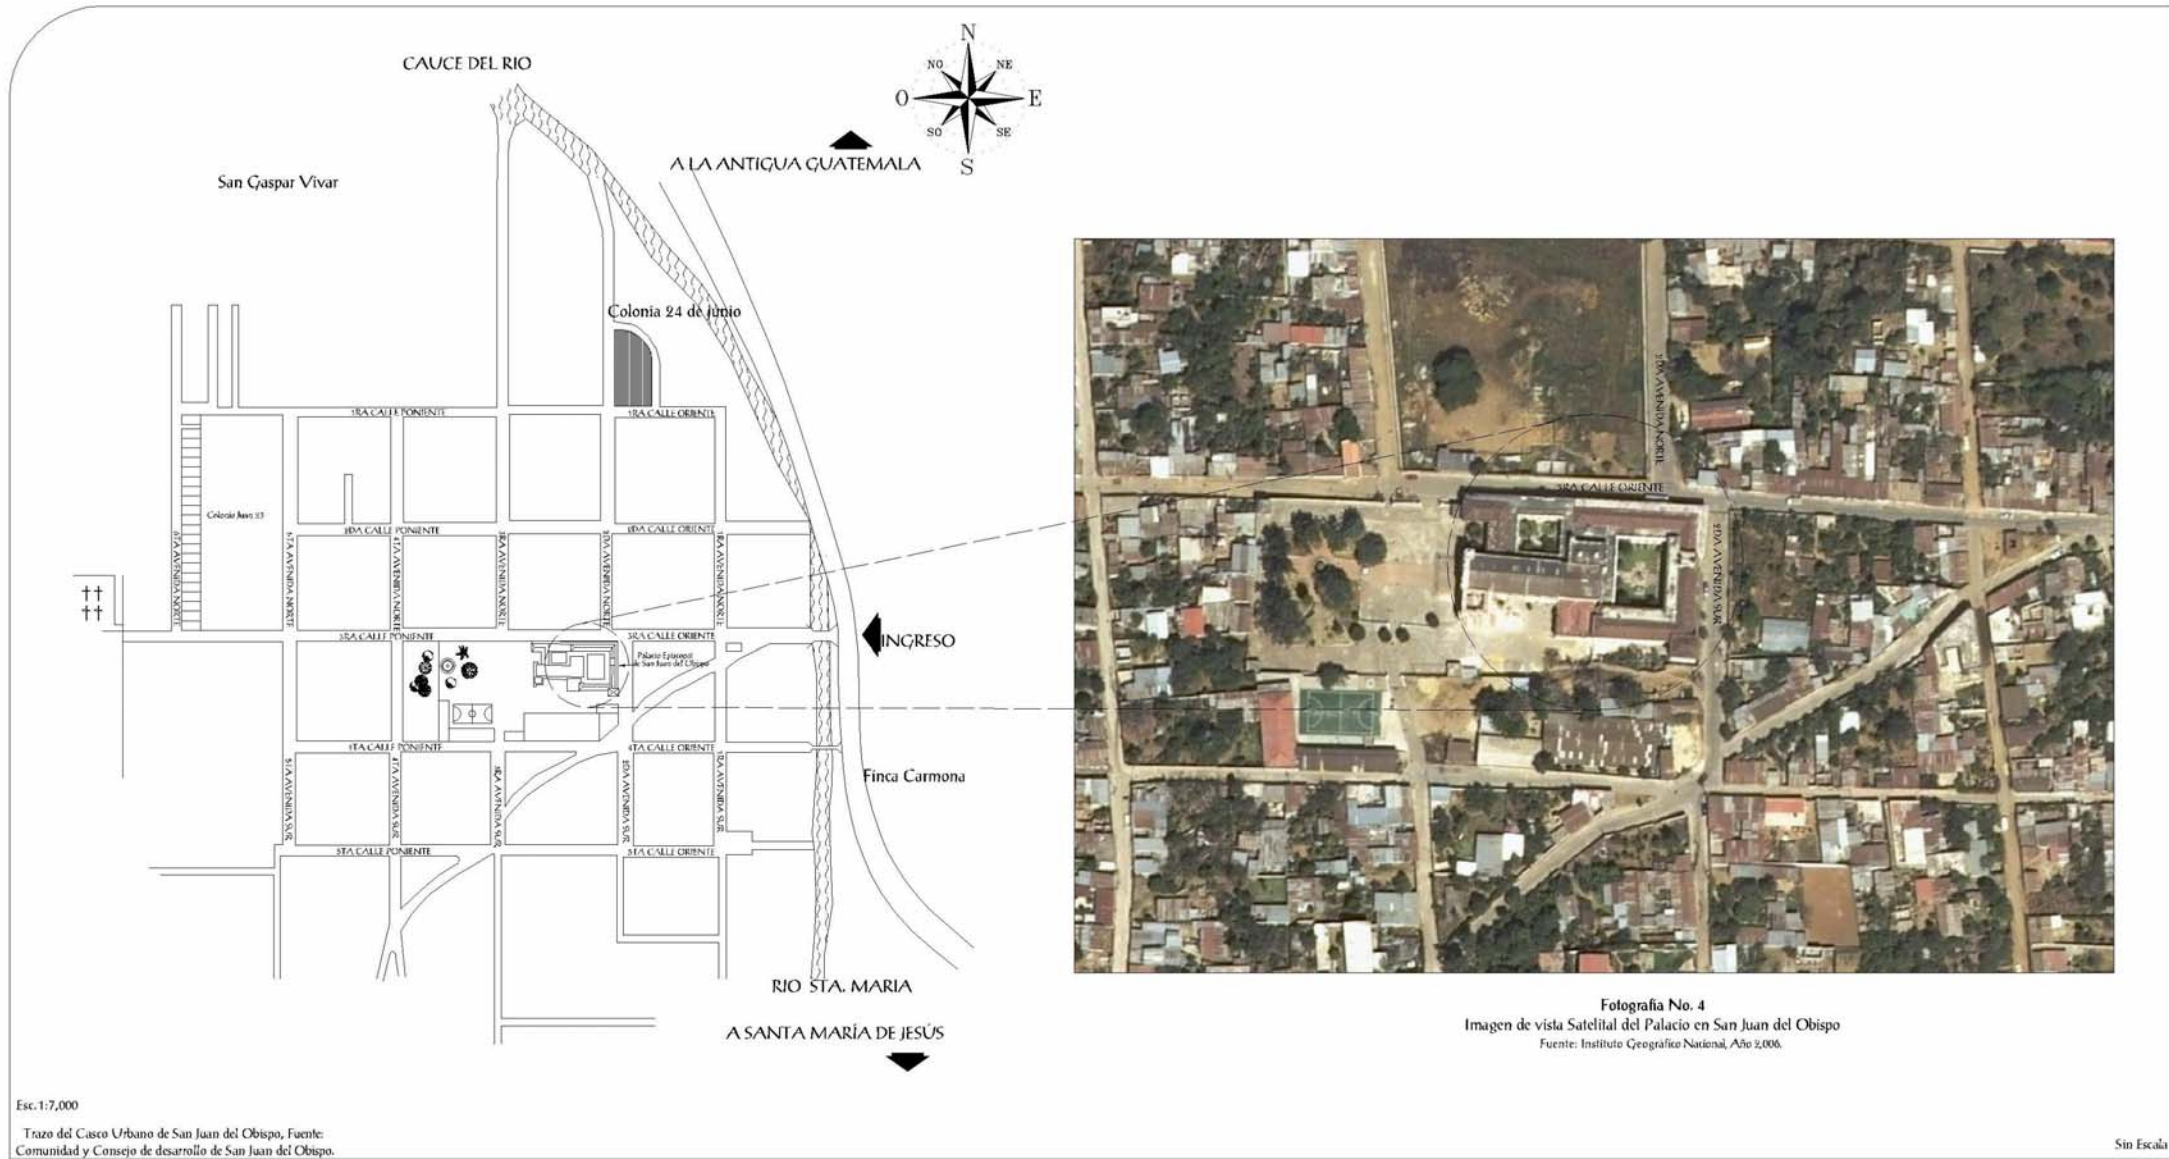 CAUCE DEL RIO
N
NO
NE
O
E
SO
SE
S
A LA ANTIGUA GUATEMALA
San Gaspar Vivar
Colonia 24 de junio
1RA CALLE PONIENTE
1RA CALLE ORIENTE
Colonia Juan 23
2DA CALLE PONIENTE
2DA CALLE ORIENTE
6TA AVENIDA NORTE
5TA AVENIDA NORTE
4TA AVENIDA NORTE
3RA AVENIDA NORTE
2DA AVENIDA NORTE
1RA AVENIDA NORTE
3RA CALLE PONIENTE
3RA CALLE ORIENTE
INGRESO
Palacio Episcopal
de San Juan del Obispo
4TA CALLE PONIENTE
4TA CALLE ORIENTE
5TA AVENIDA SUR
4TA AVENIDA SUR
3RA AVENIDA SUR
2DA AVENIDA SUR
1RA AVENIDA SUR
Finca Carmona
5TA CALLE PONIENTE
5TA CALLE ORIENTE
RIO STA. MARIA
A SANTA MARÍA DE JESÚS
2DA AVENIDA NORTE
3RA CALLE ORIENTE
2DA AVENIDA SUR
Fotografía No. 4
Imagen de vista Satelital del Palacio en San Juan del Obispo
Fuente: Instituto Geográfico Nacional, Año 2,006.
Esc. 1:7,000
Trazo del Casco Urbano de San Juan del Obispo, Fuente:
Comunidad y Consejo de desarrollo de San Juan del Obispo.
Sin Escala